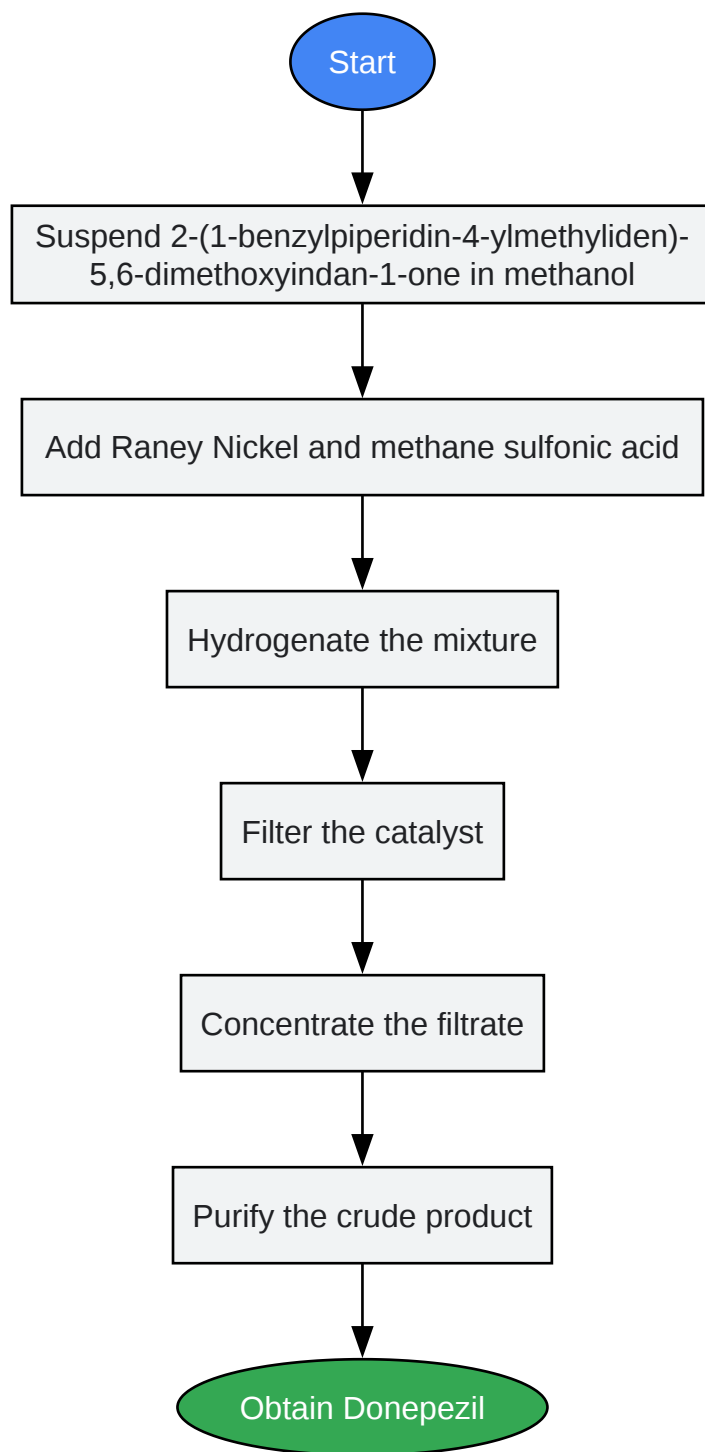 Start
Suspend 2-(1-benzylpiperidin-4-ylmethyliden)-
5,6-dimethoxyindan-1-one in methanol
Add Raney Nickel and methane sulfonic acid
Hydrogenate the mixture
Filter the catalyst
Concentrate the filtrate
Purify the crude product
Obtain Donepezil